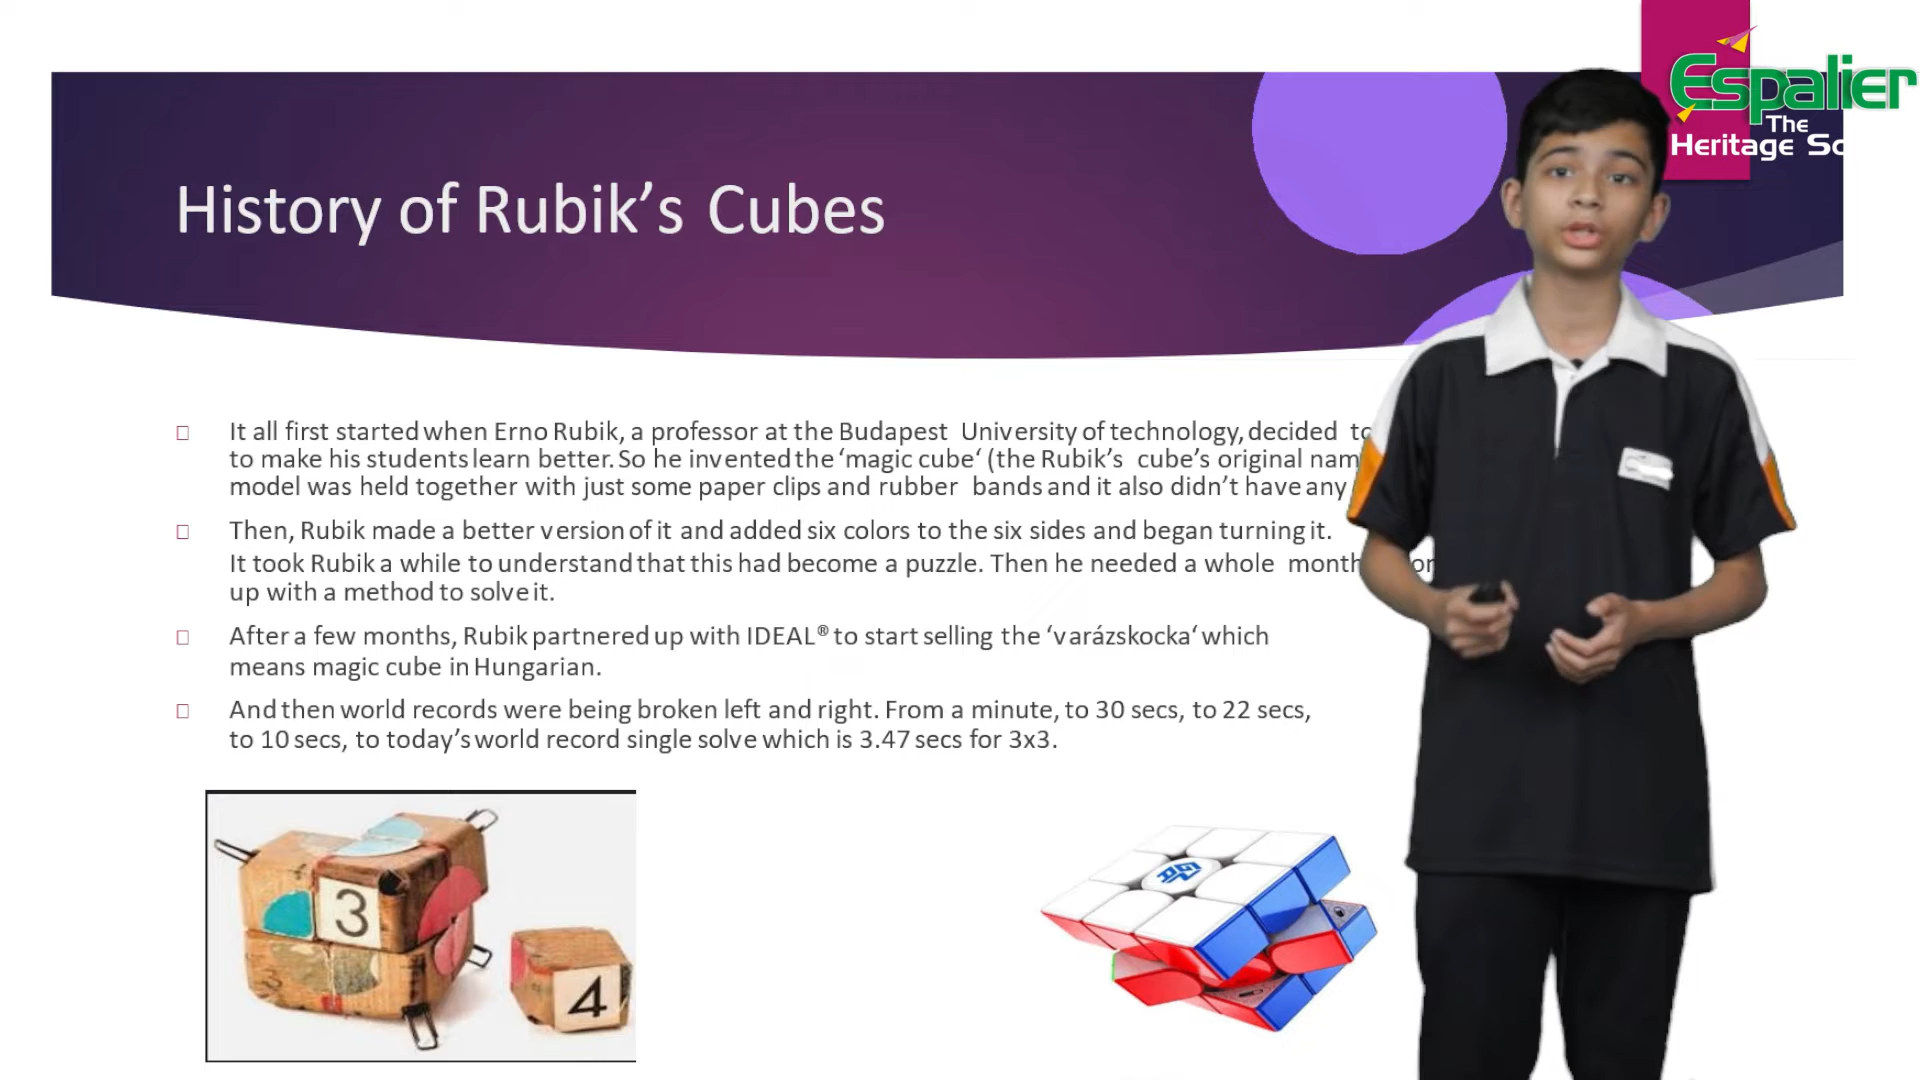 Espalier
The
Heritage
History of Rubik’s Cubes
It all first started when Erno Rubik, a professor at the Budapest University of technology, decided to
to make his students learn better. So he invented the ‘magic cube‘ (the Rubik’s cube’s original
model was held together with just some paper clips and rubber bands and it also didn’t have any
Then, Rubik made a better version of it and added six colors to the six sides and began turning it.
It took Rubik a while to understand that this had become a puzzle. Then he needed a whole month
up with a method to solve it.
After a few months, Rubik partnered up with IDEAL® to start selling the ‘varázskocka‘ which
means magic cube in Hungarian.
And then world records were being broken left and right. From a minute, to 30 secs, to 22 secs,
to 10 secs, to today’s world record single solve which is 3.47 secs for 3x3.
3
4